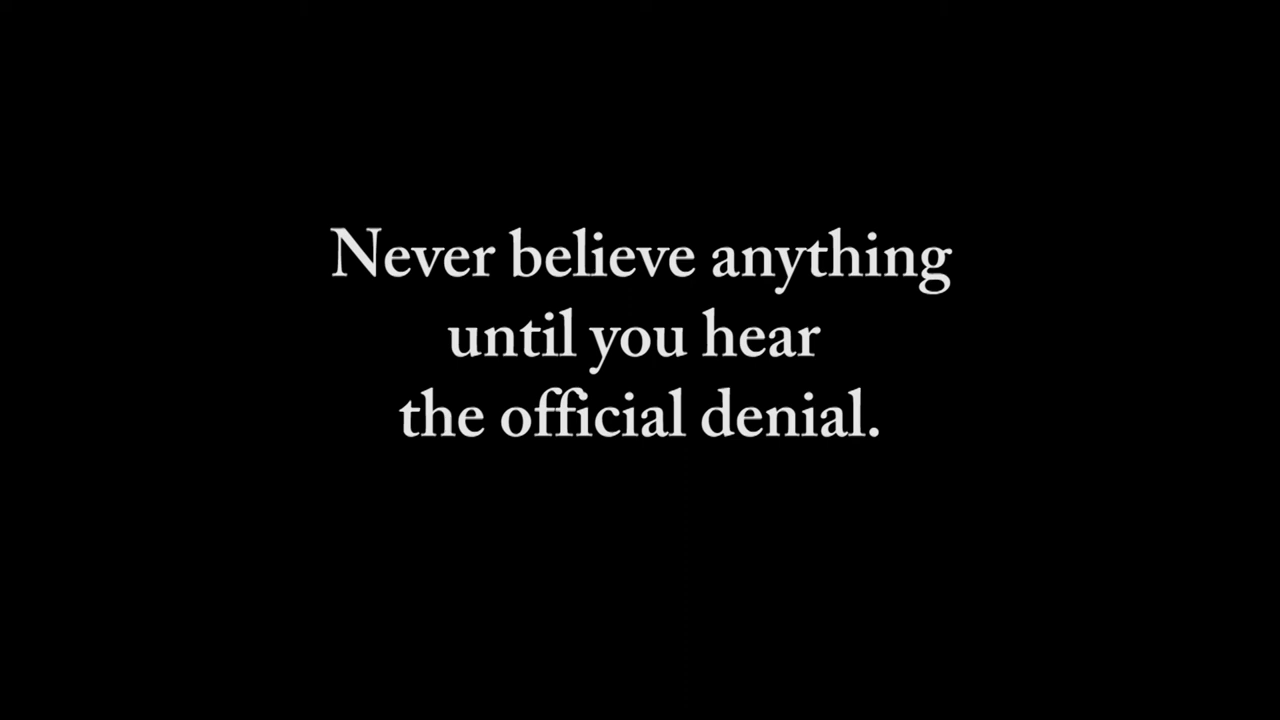 Never believe anything
until you hear
the official denial.